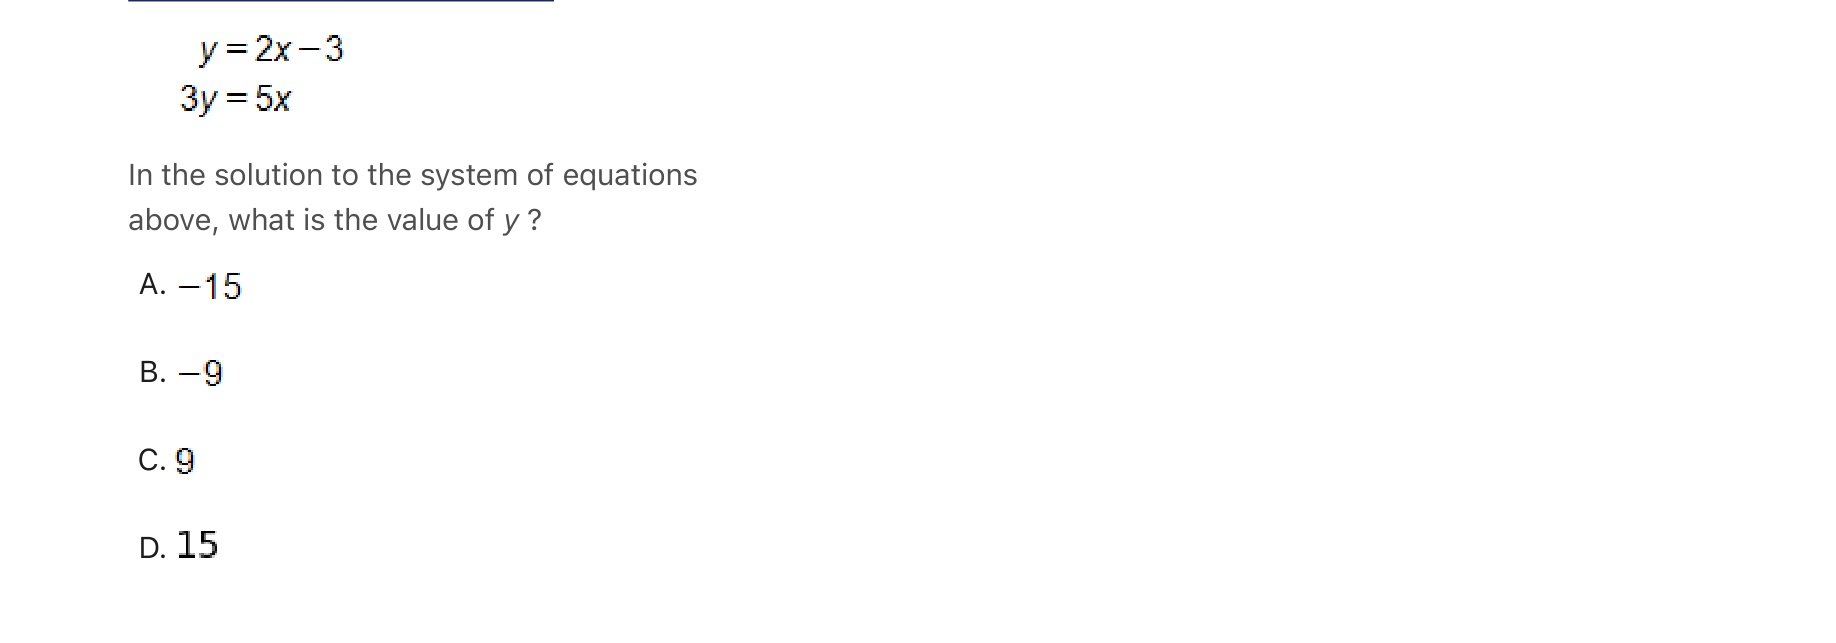 y = 2x − 3
3y = 5x
In the solution to the system of equations
above, what is the value of y ?
A. −15
B. −9
C. 9
D. 15